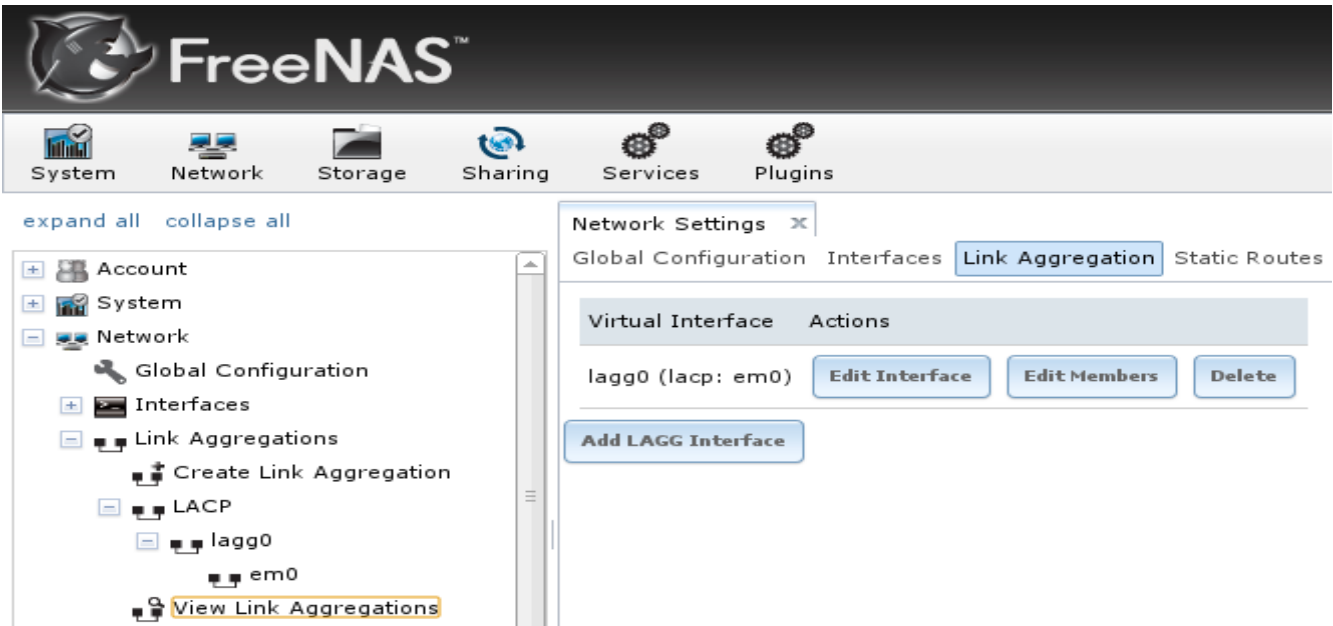 FreeNAS™
System Network Storage Sharing Services Plugins
expand all collapse all
Account
System
Network
Global Configuration
Interfaces
Link Aggregations
Create Link Aggregation
LACP
lagg0
em0
View Link Aggregations
Network Settings X
Global Configuration Interfaces Link Aggregation Static Routes
Virtual Interface Actions
lagg0 (lacp: em0) Edit Interface Edit Members Delete
Add LAGG Interface